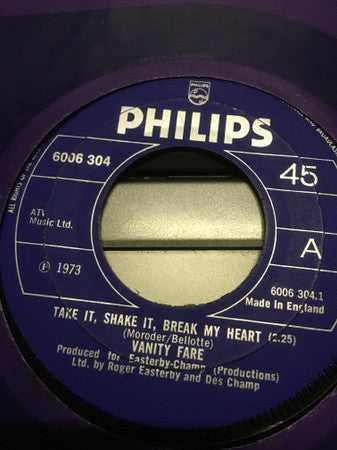 PHILIPS
6006 304
45
ATV
Music Ltd.
A
℗ 1973
6006 304.1
Made in England
TAKE IT, SHAKE IT, BREAK MY HEART (2.25)
(Moroder/Bellotte)
VANITY FARE
Produced for Easterby-Champ (Productions)
Ltd. by Roger Easterby and Des Champ